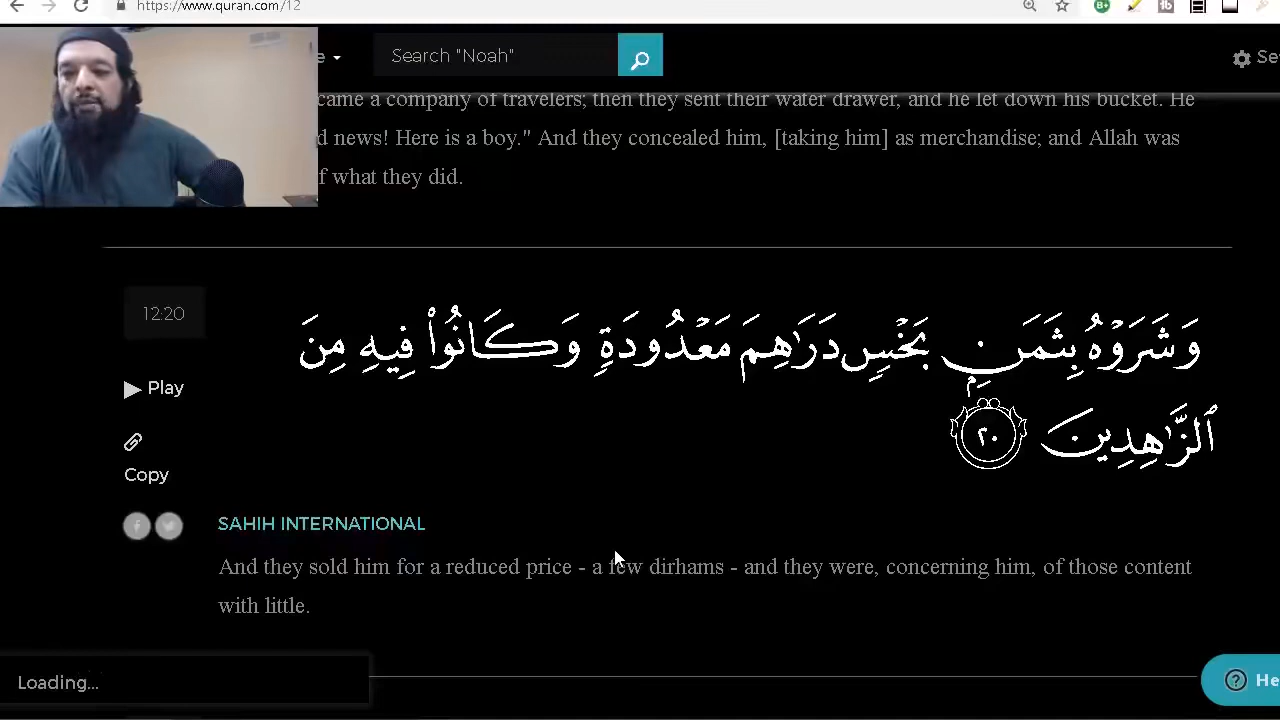 https://www.quran.com/12
e
Search "Noah"
Se
came a company of travelers; then they sent their water drawer, and he let down his bucket. He
d news! Here is a boy." And they concealed him, [taking him] as merchandise; and Allah was
f what they did.
12:20
وَشَرَوْهُ بِثَمَنٍۭ بَخْسٍ دَرَٰهِمَ مَعْدُودَةٍ وَكَانُوا۟ فِيهِ مِنَ
ٱلزَّٰهِدِينَ ٢٠
Play
Copy
SAHIH INTERNATIONAL
And they sold him for a reduced price - a few dirhams - and they were, concerning him, of those content
with little.
Loading...
He